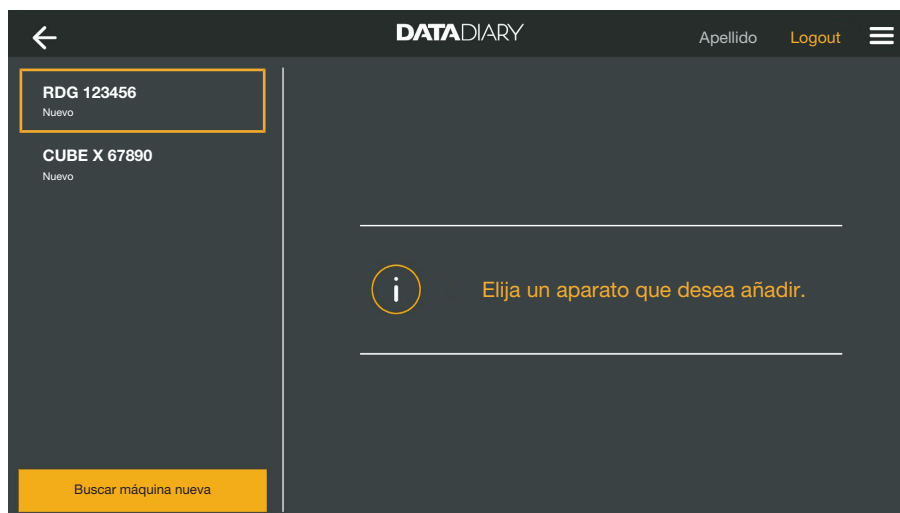 DATADIARY
Apellido
Logout
RDG 123456
Nuevo
CUBE X 67890
Nuevo
i
Elija un aparato que desea añadir.
Buscar máquina nueva